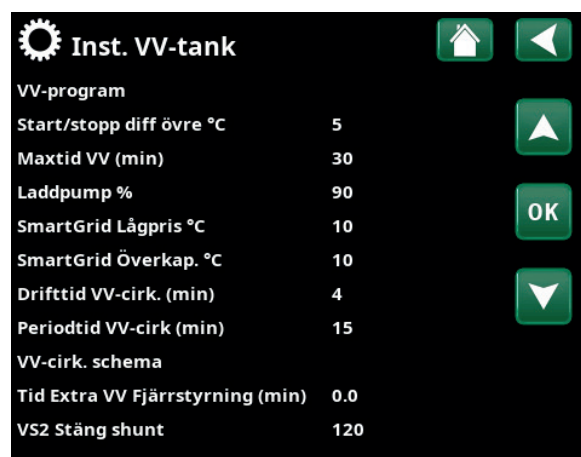 Inst. VV-tank
VV-program
Start/stopp diff övre °C 5
Maxtid VV (min) 30
Laddpump % 90
OK
SmartGrid Lågpris °C 10
SmartGrid Överkap. °C 10
Drifttid VV-cirk. (min) 4
Periodtid VV-cirk (min) 15
VV-cirk. schema
Tid Extra VV Fjärrstyrning (min) 0.0
VS2 Stäng shunt 120